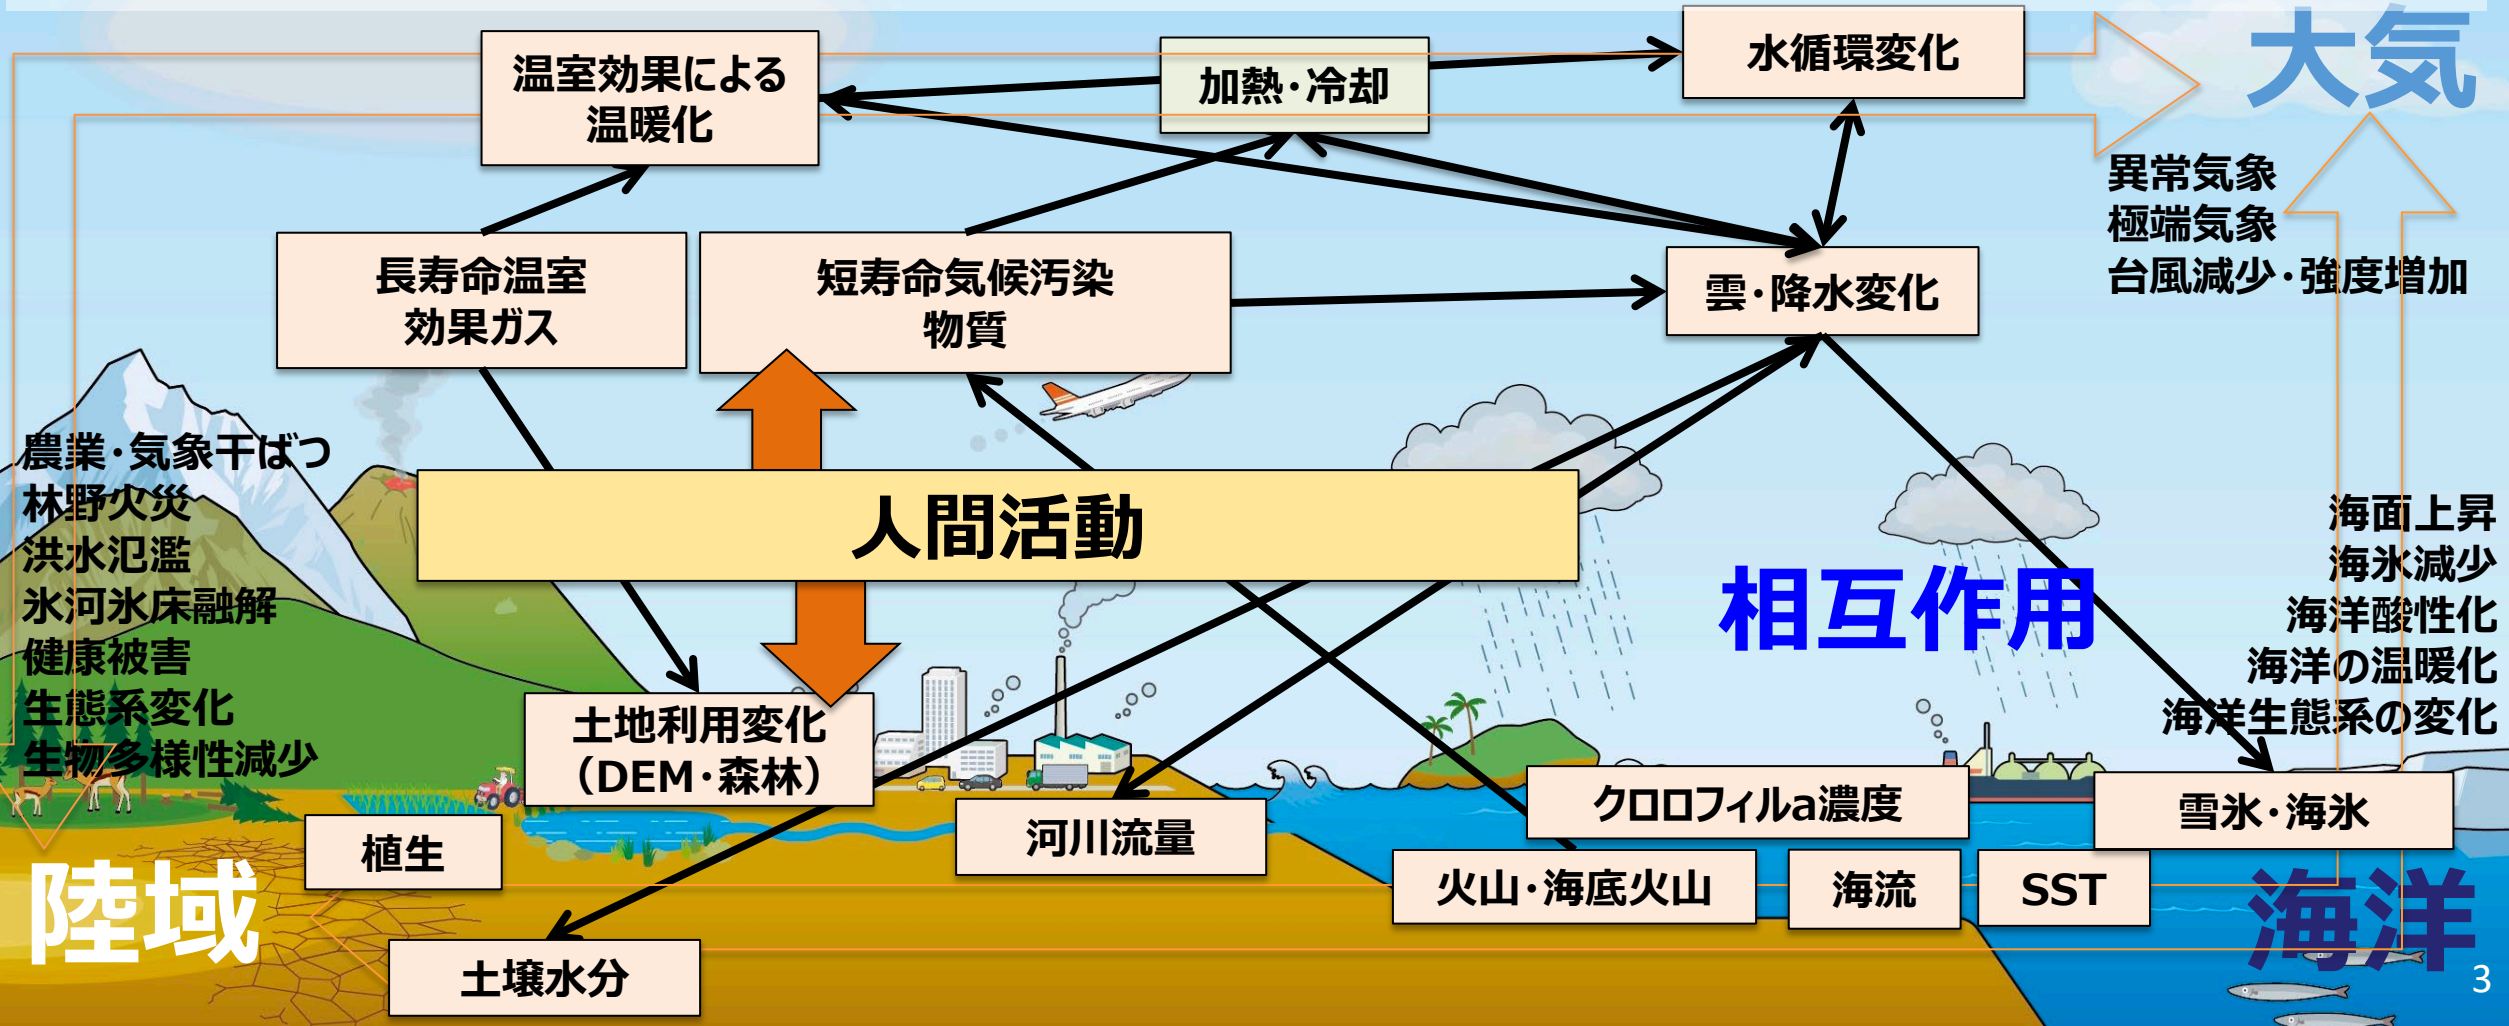 大気
温室効果による
温暖化
加熱・冷却
水循環変化
異常気象
極端気象
台風減少・強度増加
長寿命温室
効果ガス
短寿命気候汚染
物質
雲・降水変化
農業・気象干ばつ
林野火災
洪水氾濫
氷河氷床融解
健康被害
生態系変化
生物多様性減少
人間活動
相互作用
海面上昇
海氷減少
海洋酸性化
海洋の温暖化
海洋生態系の変化
土地利用変化
（DEM・森林）
植生
河川流量
クロロフィルa濃度
雪氷・海氷
火山・海底火山
海流
SST
陸域
土壌水分
海洋
3